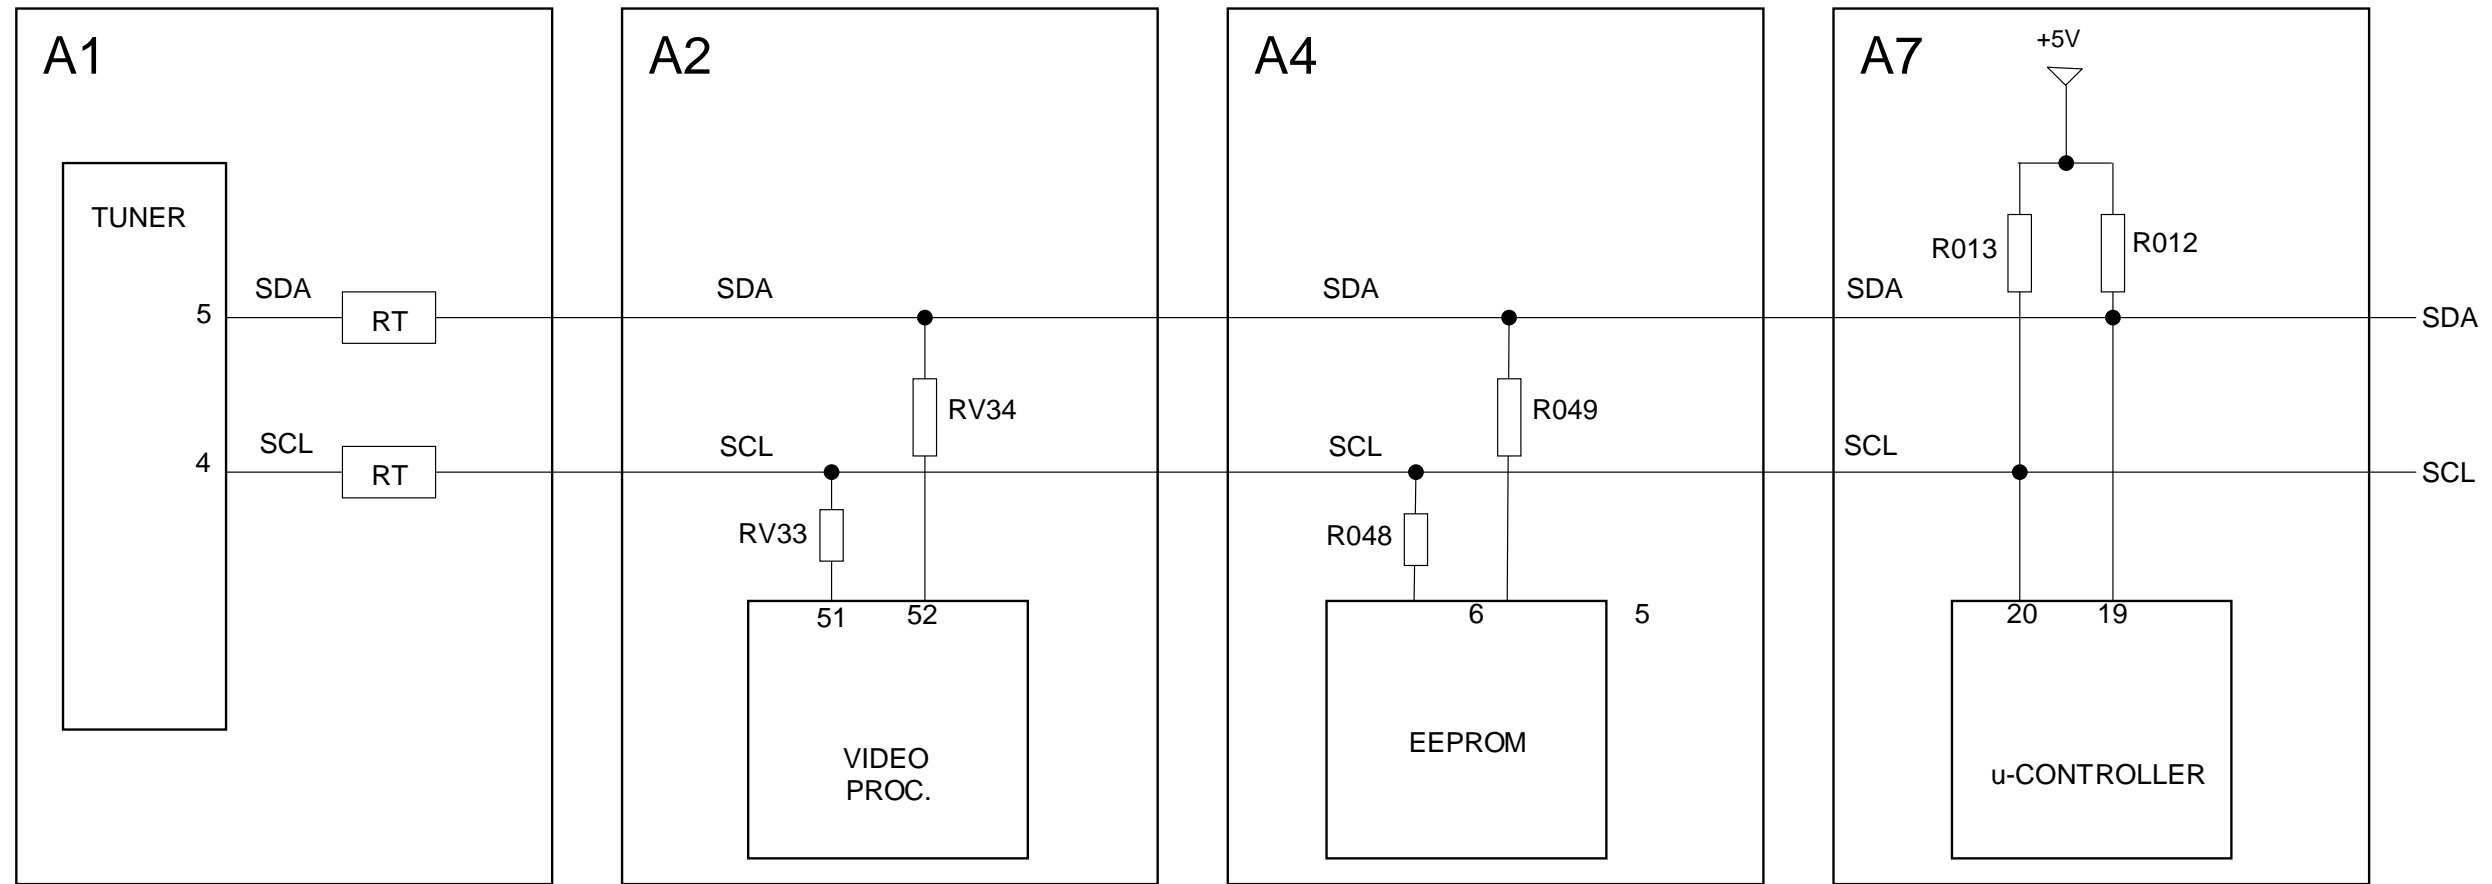 A1
TUNER
5
SDA
RT
4
SCL
RT
A2
SDA
RV34
SCL
RV33
51
52
VIDEO
PROC.
A4
SDA
R049
SCL
R048
6
5
EEPROM
A7
+5V
R013
R012
SDA
SDA
SCL
SCL
20
19
u-CONTROLLER